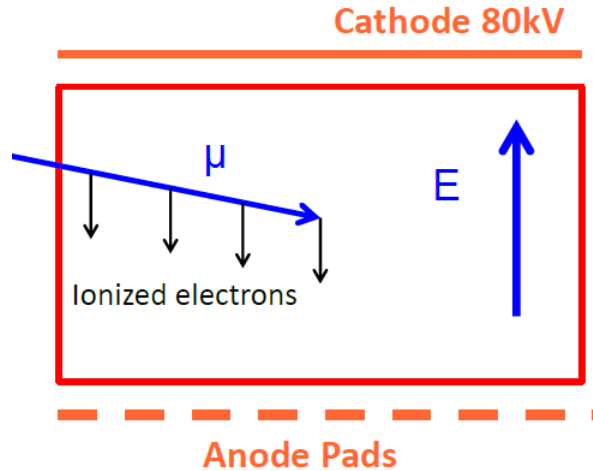 Cathode 80kV
μ
E
Ionized electrons
Anode Pads